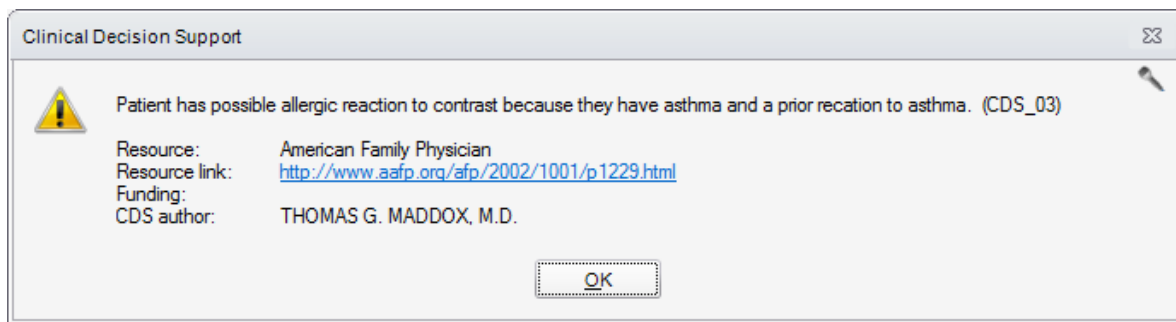 Clinical Decision Support
Patient has possible allergic reaction to contrast because they have asthma and a prior recation to asthma. (CDS_03)
Resource: American Family Physician
Resource link: http://www.aafp.org/afp/2002/1001/p1229.html
Funding:
CDS author: THOMAS G. MADDOX, M.D.
OK